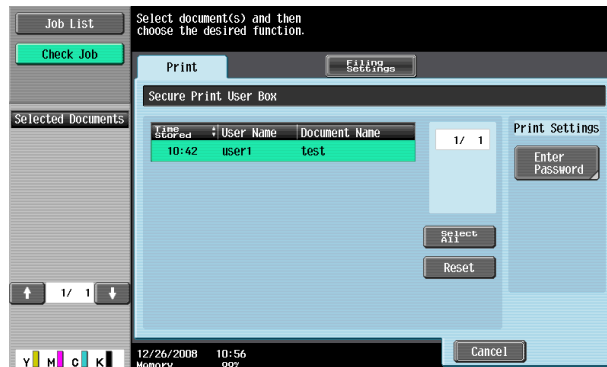 Job List
Check Job
Select document(s) and then
choose the desired function.
Print
Filing
Settings
Secure Print User Box
Selected Documents
Time
Stored
User Name
Document Name
10:42
user1
test
1/ 1
Print Settings
Enter
Password
Select
All
Reset
1/ 1
Y M C K
12/26/2008 10:56
Memory 99%
Cancel